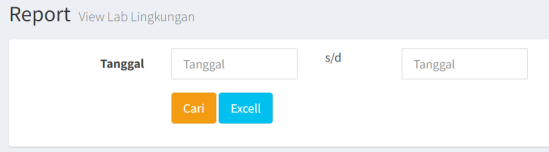 Report View Lab Lingkungan
Tanggal Tanggal s/d Tanggal
Cari Excell